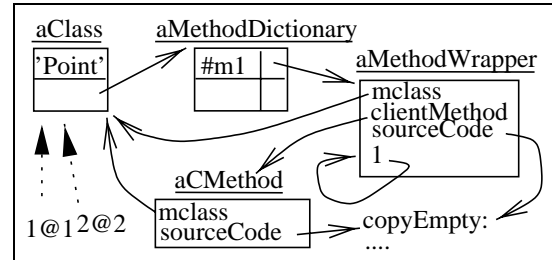 aClass
aMethodDictionary
'Point'
#m1
aMethodWrapper
mclass
clientMethod
sourceCode
1
aCMethod
mclass
sourceCode
copyEmpty:
....
1@1
2@2